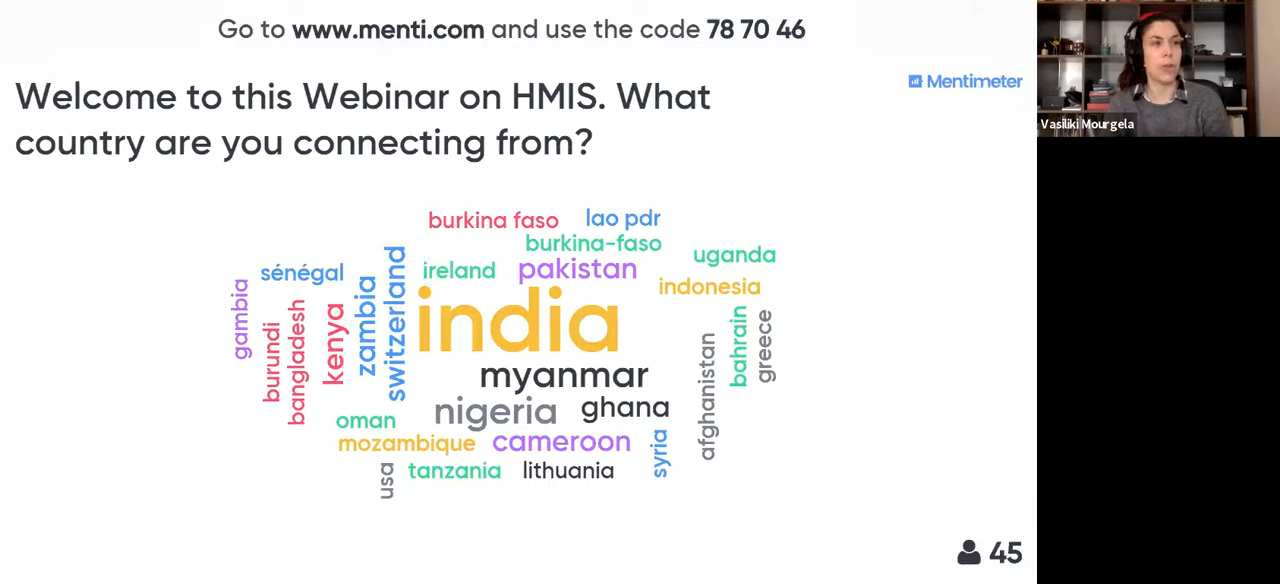 Go to www.menti.com and use the code 78 70 46
Mentimeter
Welcome to this Webinar on HMIS. What
country are you connecting from?
Vasiliki Mourgela
burkina faso
lao pdr
burkina-faso
uganda
sénégal
ireland
pakistan
indonesia
gambia
burundi
bangladesh
kenya
zambia
switzerland
india
afghanistan
bahrain
greece
myanmar
nigeria
ghana
oman
mozambique
cameroon
syria
usa
tanzania
lithuania
45